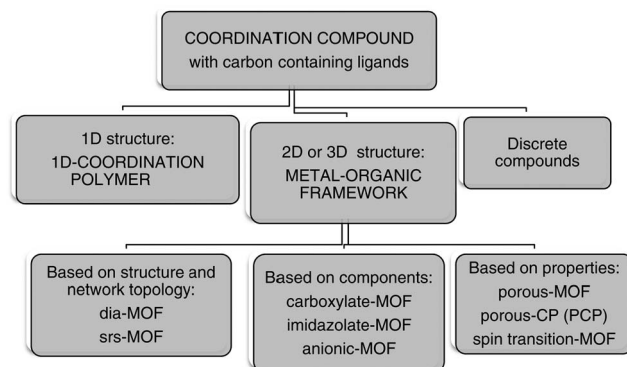 COORDINATION COMPOUND
with carbon containing ligands
1D structure:
1D-COORDINATION
POLYMER
2D or 3D structure:
METAL-ORGANIC
FRAMEWORK
Discrete
compounds
Based on structure and
network topology:
dia-MOF
srs-MOF
Based on components:
carboxylate-MOF
imidazolate-MOF
anionic-MOF
Based on properties:
porous-MOF
porous-CP (PCP)
spin transition-MOF